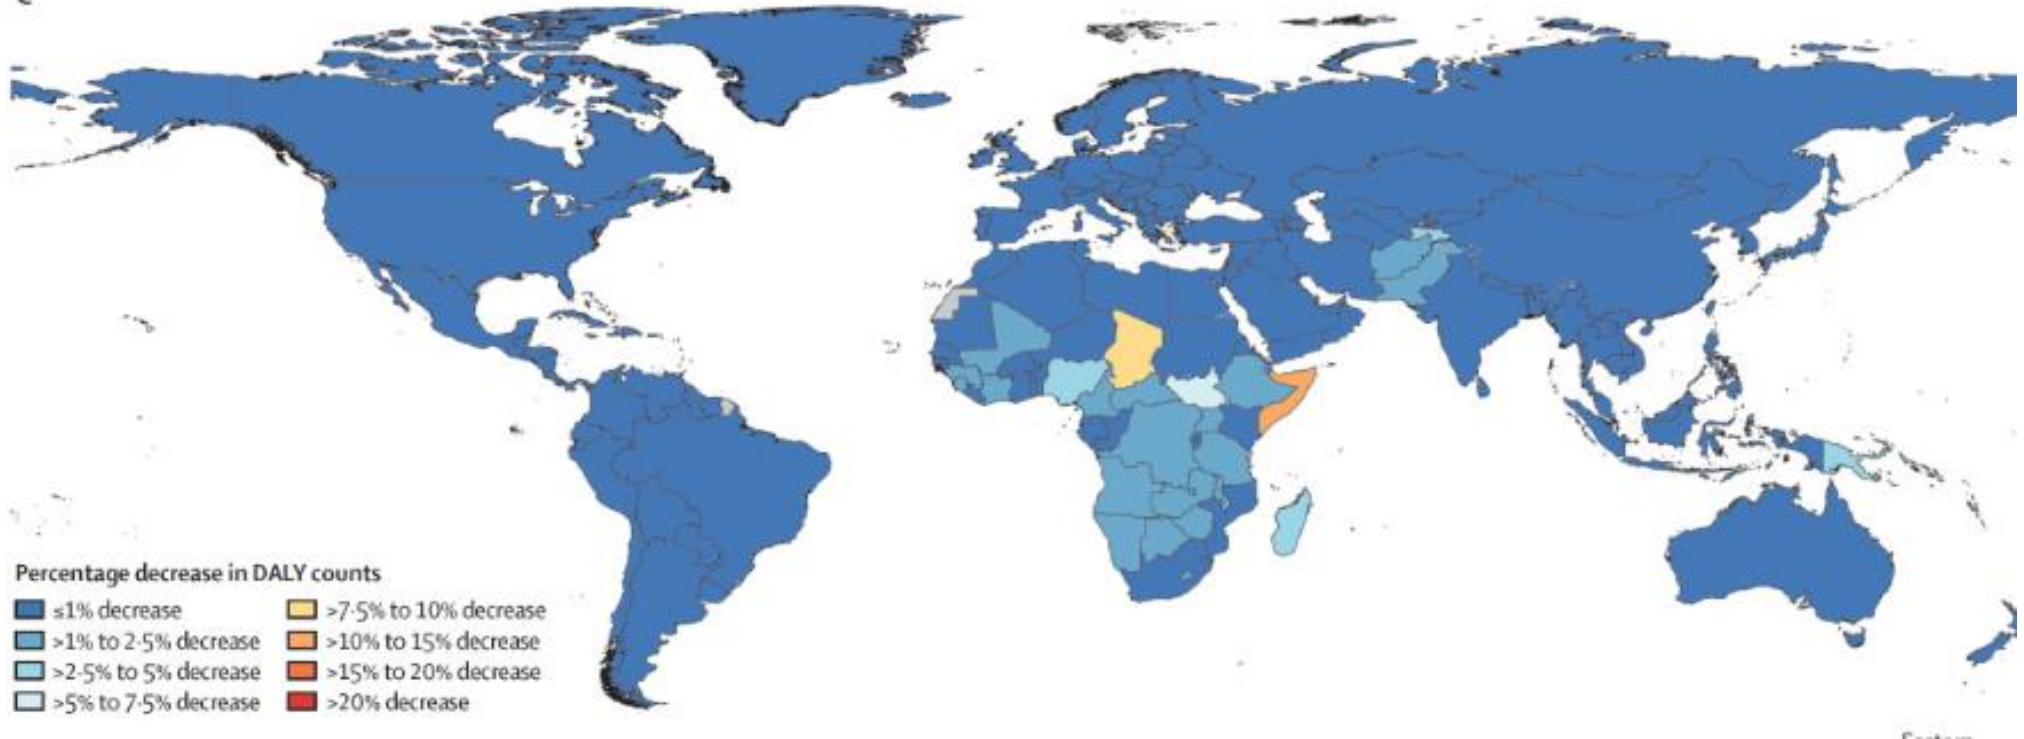 Percentage decrease in DALY counts
≤1% decrease
>1% to 2·5% decrease
>2·5% to 5% decrease
>5% to 7·5% decrease
>7·5% to 10% decrease
>10% to 15% decrease
>15% to 20% decrease
>20% decrease